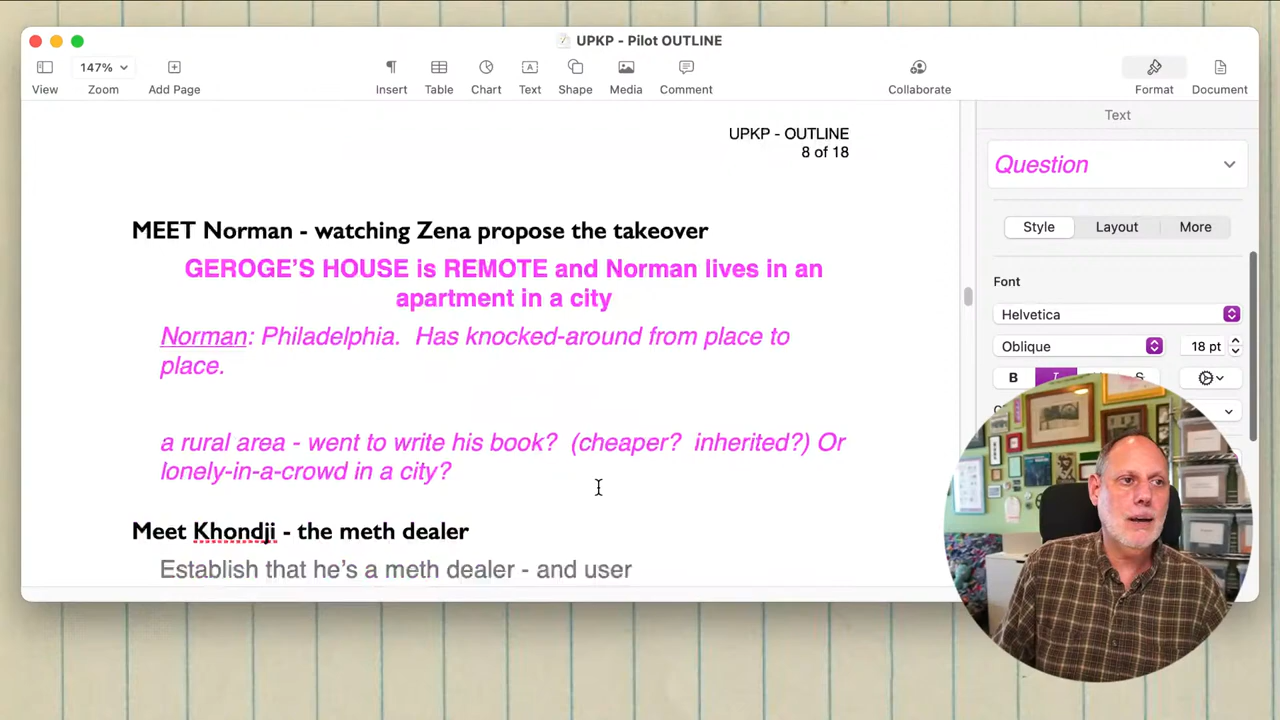 UPKP - Pilot OUTLINE
147%
View
Zoom
Add Page
Insert
Table
Chart
Text
Shape
Media
Comment
Collaborate
Format
Document
Text
UPKP - OUTLINE
8 of 18
Question
MEET Norman - watching Zena propose the takeover
GEROGE'S HOUSE is REMOTE and Norman lives in an
apartment in a city
Norman: Philadelphia. Has knocked-around from place to
place.
a rural area - went to write his book? (cheaper? inherited?) Or
lonely-in-a-crowd in a city?
Meet Khondji - the meth dealer
Establish that he's a meth dealer - and user
Style
Layout
More
Font
Helvetica
Oblique
18 pt
B
I
S